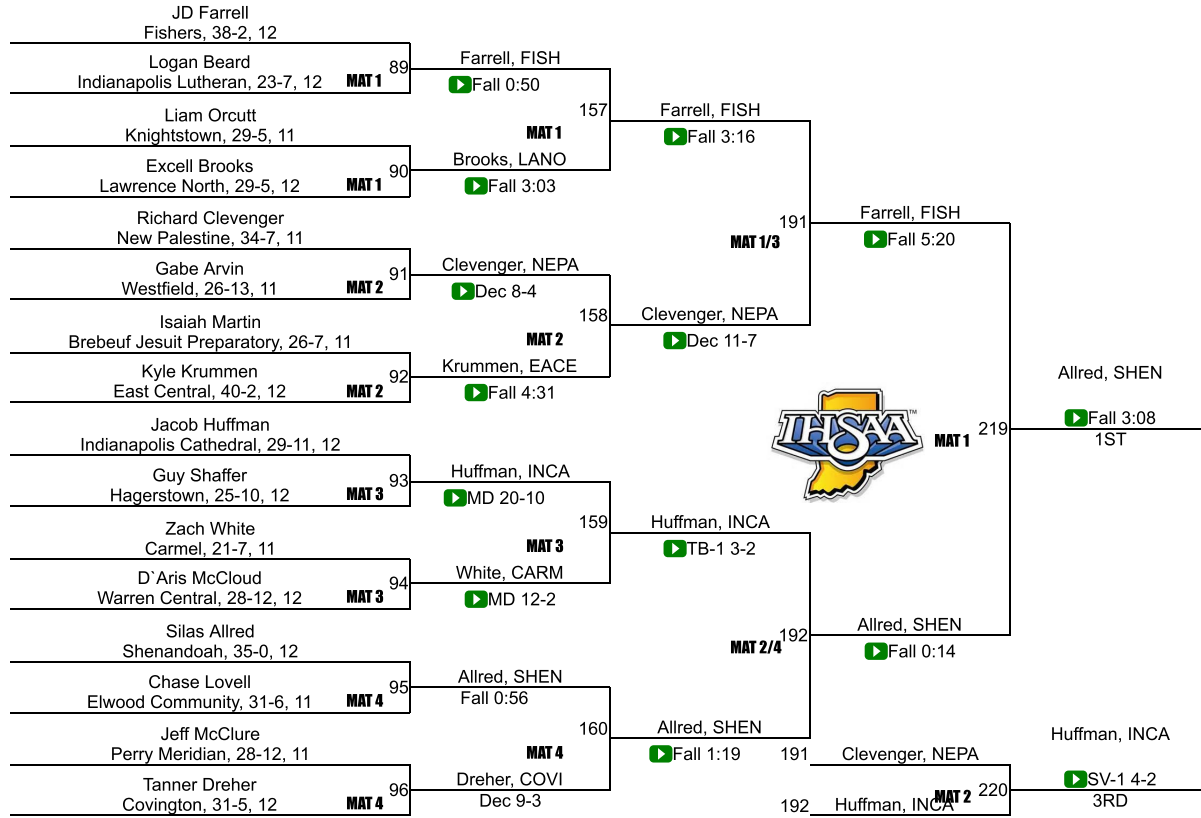 JD Farrell
Fishers, 38-2, 12
Logan Beard
Indianapolis Lutheran, 23-7, 12
MAT 1
89
Liam Orcutt
Knightstown, 29-5, 11
Excell Brooks
Lawrence North, 29-5, 12
MAT 1
90
Richard Clevenger
New Palestine, 34-7, 11
Gabe Arvin
Westfield, 26-13, 11
MAT 2
91
Isaiah Martin
Brebeuf Jesuit Preparatory, 26-7, 11
Kyle Krummen
East Central, 40-2, 12
MAT 2
92
Jacob Huffman
Indianapolis Cathedral, 29-11, 12
Guy Shaffer
Hagerstown, 25-10, 12
MAT 3
93
Zach White
Carmel, 21-7, 11
D`Aris McCloud
Warren Central, 28-12, 12
MAT 3
94
Silas Allred
Shenandoah, 35-0, 12
Chase Lovell
Elwood Community, 31-6, 11
MAT 4
95
Jeff McClure
Perry Meridian, 28-12, 11
Tanner Dreher
Covington, 31-5, 12
MAT 4
96
Farrell, FISH
Fall 0:50
157
MAT 1
Brooks, LANO
Fall 3:03
Clevenger, NEPA
Dec 8-4
158
MAT 2
Krummen, EACE
Fall 4:31
Huffman, INCA
MD 20-10
159
MAT 3
White, CARM
MD 12-2
Allred, SHEN
Fall 0:56
160
MAT 4
Dreher, COVI
Dec 9-3
Farrell, FISH
Fall 3:16
191
MAT 1/3
Clevenger, NEPA
Dec 11-7
Huffman, INCA
TB-1 3-2
192
MAT 2/4
Allred, SHEN
Fall 1:19
Farrell, FISH
Fall 5:20
IHSAA
™
MAT 1
219
Allred, SHEN
Fall 0:14
Allred, SHEN
Fall 3:08
1ST
191
Clevenger, NEPA
MAT 2
220
192
Huffman, INCA
Huffman, INCA
SV-1 4-2
3RD